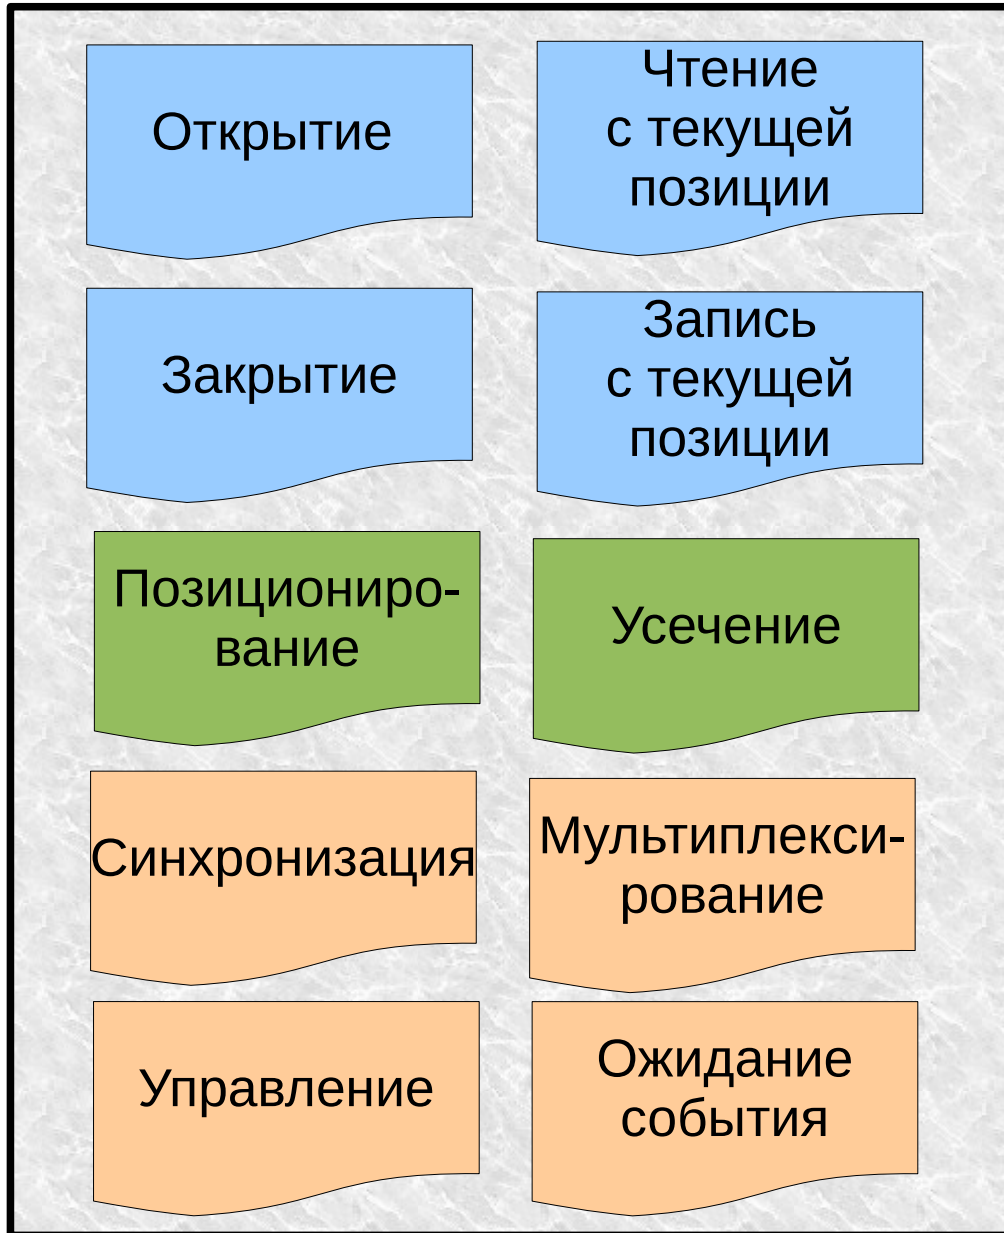 Открытие
Чтение
с текущей
позиции
Закрытие
Запись
с текущей
позиции
Позициониро-
вание
Усечение
Синхронизация
Мультиплекси-
рование
Управление
Ожидание
события